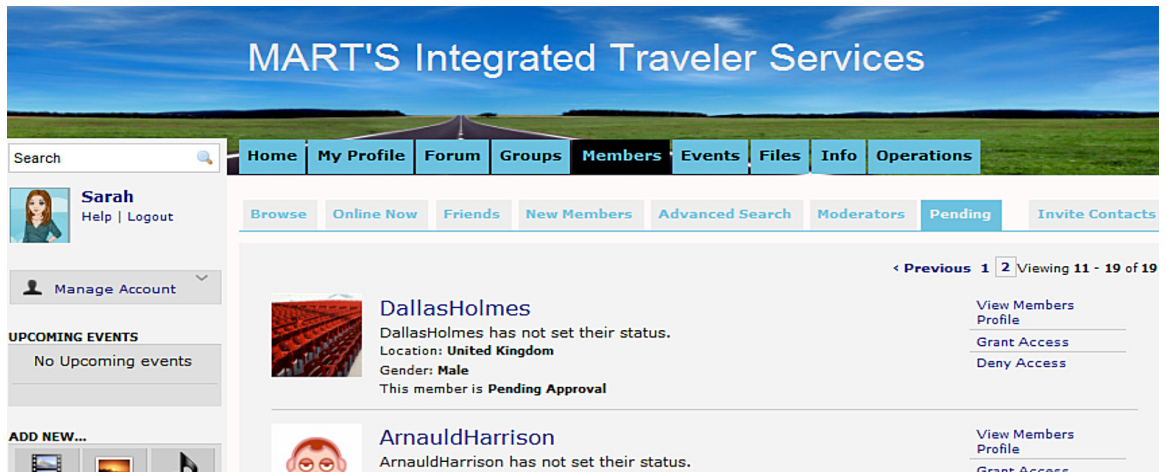 MART'S Integrated Traveler Services
Search
Home My Profile Forum Groups Members Events Files Info Operations
Sarah
Help | Logout
Browse Online Now Friends New Members Advanced Search Moderators Pending Invite Contacts
‹ Previous 1 2 Viewing 11 - 19 of 19
Manage Account
UPCOMING EVENTS
No Upcoming events
ADD NEW...
DallasHolmes
DallasHolmes has not set their status.
Location: United Kingdom
Gender: Male
This member is Pending Approval
View Members
Profile
Grant Access
Deny Access
ArnauldHarrison
ArnauldHarrison has not set their status.
View Members
Profile
Grant Access